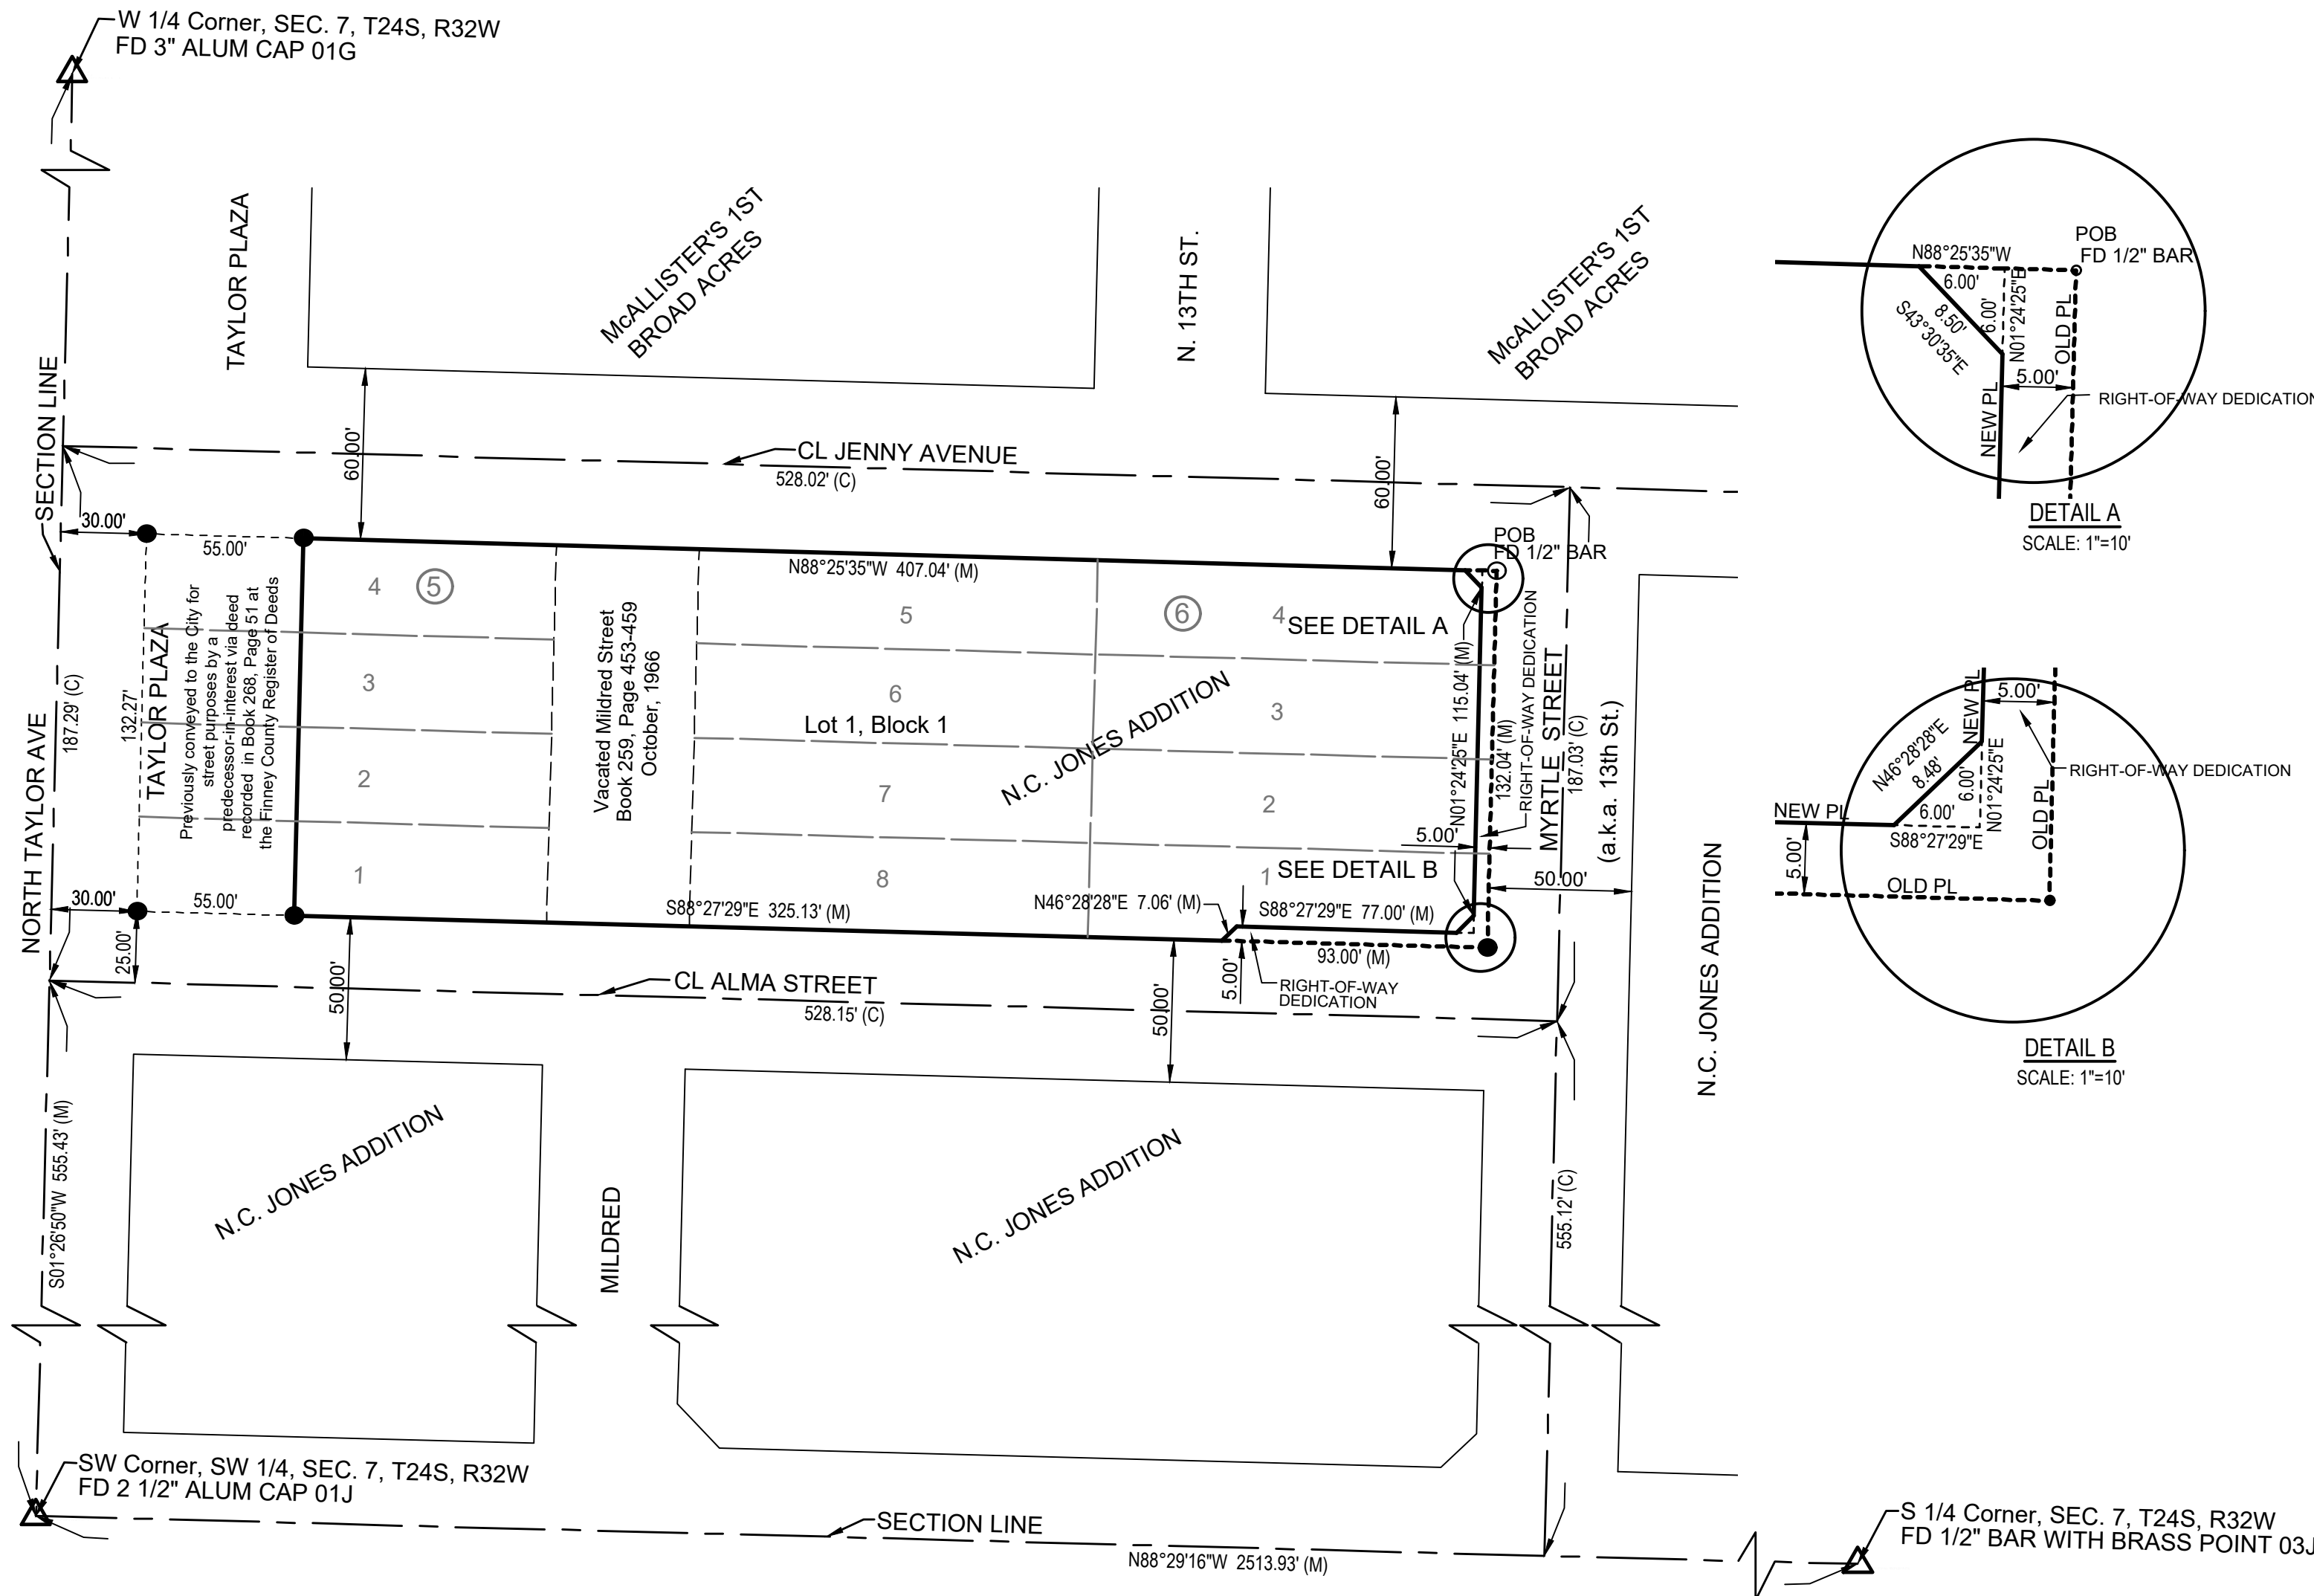 W 1/4 Corner, SEC. 7, T24S, R32W
FD 3" ALUM CAP 01G
TAYLOR PLAZA
McALLISTER'S 1ST
BROAD ACRES
N. 13TH ST.
McALLISTER'S 1ST
BROAD ACRES
SECTION LINE
60.00'
CL JENNY AVENUE
528.02' (C)
60.00'
30.00'
55.00'
POB
FD 1/2" BAR
N88°25'35"W 407.04' (M)
4
5
5
6
4
SEE DETAIL A
TAYLOR PLAZA
Previously conveyed to the City for
street purposes by a
predecessor-in-interest via deed
recorded in Book 268, Page 51 at
the Finney County Register of Deeds
132.27'
187.29' (C)
NORTH TAYLOR AVE
3
2
1
Vacated Mildred Street
Book 259, Page 453-459
October, 1966
6
Lot 1, Block 1
7
8
N.C. JONES ADDITION
3
2
1
N01°24'25"E 115.04' (M)
132.04' (M)
RIGHT-OF-WAY DEDICATION
MYRTLE STREET
187.03' (C)
(a.k.a. 13th St.)
5.00'
SEE DETAIL B
50.00'
30.00'
55.00'
25.00'
S88°27'29"E 325.13' (M)
N46°28'28"E 7.06' (M)
S88°27'29"E 77.00' (M)
93.00' (M)
5.00'
RIGHT-OF-WAY
DEDICATION
50.00'
CL ALMA STREET
528.15' (C)
50.00'
N.C. JONES ADDITION
S01°26'50"W 555.43' (M)
N.C. JONES ADDITION
MILDRED
N.C. JONES ADDITION
555.12' (C)
SW Corner, SW 1/4, SEC. 7, T24S, R32W
FD 2 1/2" ALUM CAP 01J
SECTION LINE
N88°29'16"W 2513.93' (M)
S 1/4 Corner, SEC. 7, T24S, R32W
FD 1/2" BAR WITH BRASS POINT 03J
POB
FD 1/2" BAR
N88°25'35"W
6.00'
8.50'
S43°30'35"E
6.00'
N01°24'25"E
OLD PL
5.00'
NEW PL
RIGHT-OF-WAY DEDICATION
DETAIL A
SCALE: 1"=10'
NEW PL
5.00'
N46°28'28"E
8.48'
6.00'
N01°24'25"E
6.00'
S88°27'29"E
RIGHT-OF-WAY DEDICATION
OLD PL
NEW PL
5.00'
OLD PL
DETAIL B
SCALE: 1"=10'